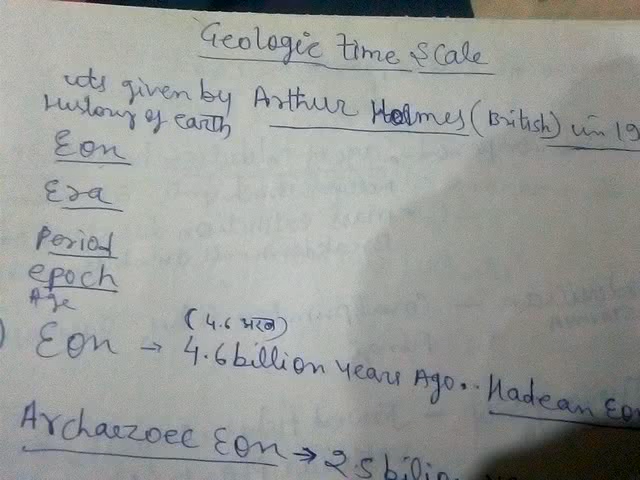 Geologic time Scale
its given by Arthur Holmes (British) in 19
History of earth
Eon
Era
Period
epoch
Age
(4.6 अरब)
Eon → 4.6 billion years Ago.. Hadean Eon
Archaezoec Eon → 2.5 bilio